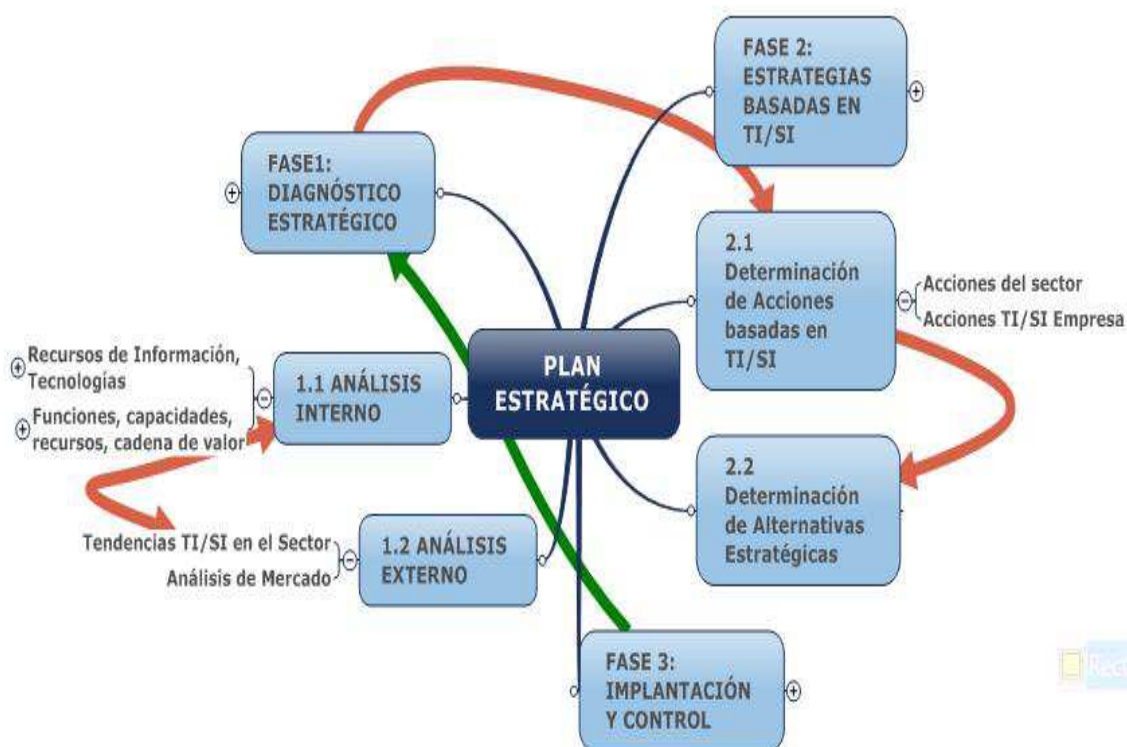 FASE 2:
ESTRATEGIAS
BASADAS EN
TI/SI
FASE1:
DIAGNÓSTICO
ESTRATÉGICO
2.1
Determinación
de Acciones
basadas en
TI/SI
Acciones del sector
Acciones TI/SI Empresa
PLAN
ESTRATÉGICO
Recursos de Información,
Tecnologías
Funciones, capacidades,
recursos, cadena de valor
1.1 ANÁLISIS
INTERNO
2.2
Determinación
de Alternativas
Estratégicas
Tendencias TI/SI en el Sector
Análisis de Mercado
1.2 ANÁLISIS
EXTERNO
FASE 3:
IMPLANTACIÓN
Y CONTROL